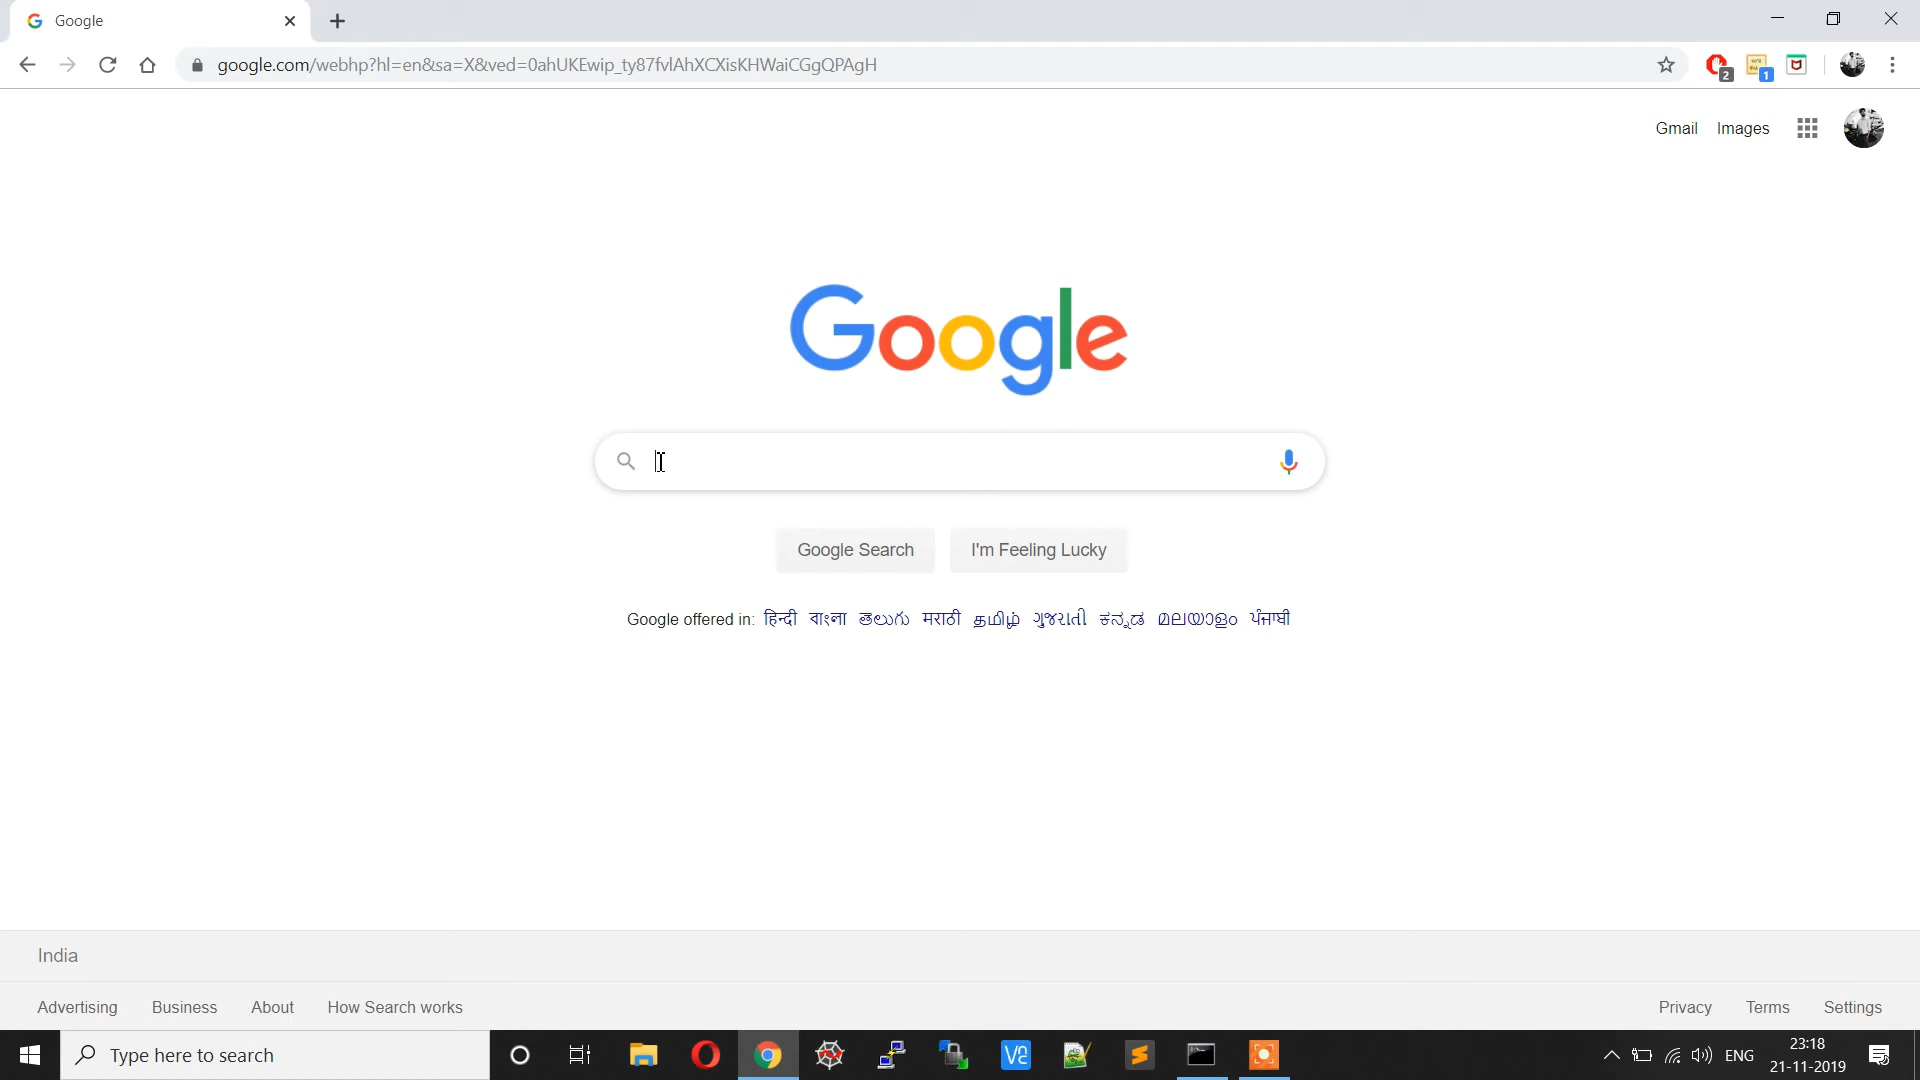 Google
google.com/webhp?hl=en&sa=X&ved=0ahUKEwip_ty87fvlAhXCXisKHWaiCGgQPAgH
2
1
Gmail Images
Google
Google Search I'm Feeling Lucky
Google offered in: हिन्दी বাংলা తెలుగు मराठी தமிழ் ગુજરાતી ಕನ್ನಡ മലയാളം ਪੰਜਾਬੀ
India
Advertising Business About How Search works Privacy Terms Settings
Type here to search
ENG
23:18
21-11-2019